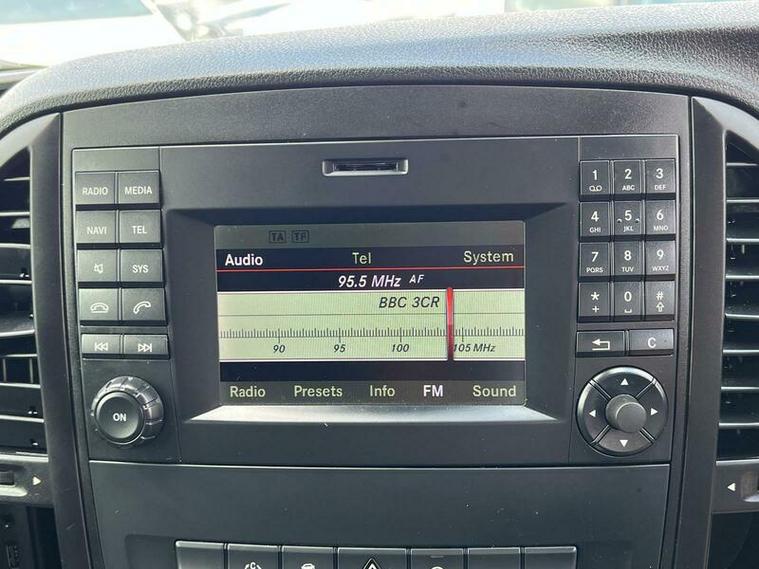 TA TF
Audio Tel System
95.5 MHz AF
BBC 3CR
90 95 100 105 MHz
Radio Presets Info FM Sound
RADIO MEDIA
NAVI TEL
SYS
ON
1 2 ABC 3 DEF
4 GHI 5 JKL 6 MNO
7 PQRS 8 TUV 9 WXYZ
* + 0 #
C